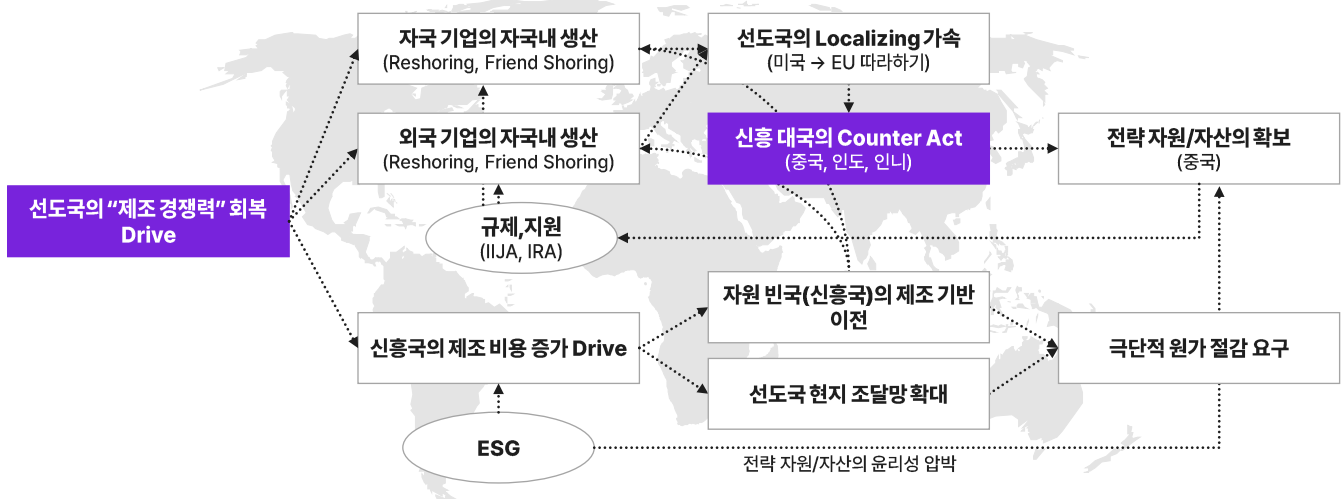 자국 기업의 자국내 생산
(Reshoring, Friend Shoring)
선도국의 Localizing 가속
(미국 → EU 따라하기)
외국 기업의 자국내 생산
(Reshoring, Friend Shoring)
신흥 대국의 Counter Act
(중국, 인도, 인니)
전략 자원/자산의 확보
(중국)
선도국의 “제조 경쟁력” 회복
Drive
규제,지원
(IIJA, IRA)
자원 빈국(신흥국)의 제조 기반
이전
신흥국의 제조 비용 증가 Drive
극단적 원가 절감 요구
선도국 현지 조달망 확대
ESG
전략 자원/자산의 윤리성 압박